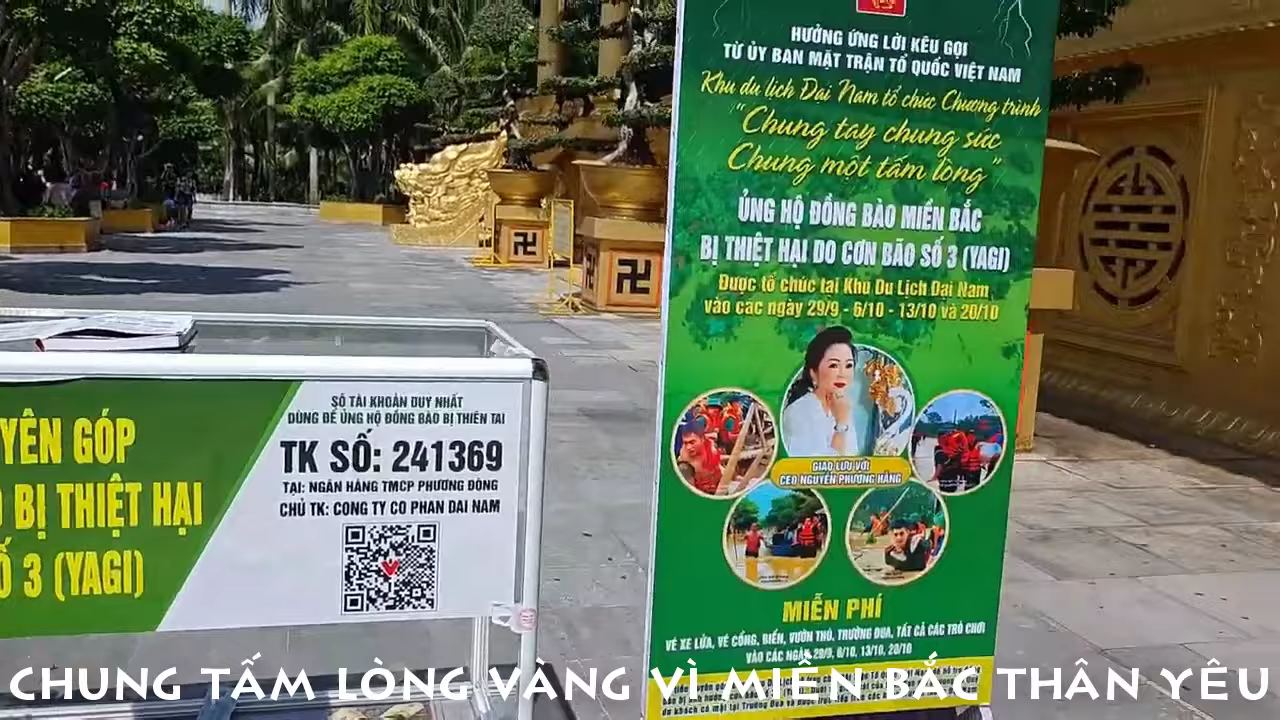 HƯỞNG ỨNG LỜI KÊU GỌI
TỪ ỦY BAN MẶT TRẬN TỔ QUỐC VIỆT NAM
Khu du lịch Đại Nam tổ chức Chương trình
"Chung tay chung sức
Chung một tấm lòng"
ỦNG HỘ ĐỒNG BÀO MIỀN BẮC
BỊ THIỆT HẠI DO CƠN BÃO SỐ 3 (YAGI)
Được tổ chức tại Khu Du Lịch Đại Nam
vào các ngày 29/9 - 6/10 - 13/10 và 20/10
GIAO LƯU VỚI
CEO NGUYỄN PHƯƠNG HẰNG
MIỄN PHÍ
VÉ XE LỬA, VÉ CỔNG, BIỂN, VƯỜN THÚ, TRƯỜNG ĐUA, TẤT CẢ CÁC TRÒ CHƠI
VÀO CÁC NGÀY 29/9, 6/10, 13/10, 20/10
YÊN GÓP
BỊ THIỆT HẠI
3 (YAGI)
SỐ TÀI KHOẢN DUY NHẤT
DÙNG ĐỂ ỦNG HỘ ĐỒNG BÀO BỊ THIÊN TAI
TK SỐ: 241369
TẠI: NGÂN HÀNG TMCP PHƯƠNG ĐÔNG
CHỦ TK: CONG TY CO PHAN DAI NAM
CHUNG TẤM LÒNG VÀNG VÌ MIỀN BẮC THÂN YÊU